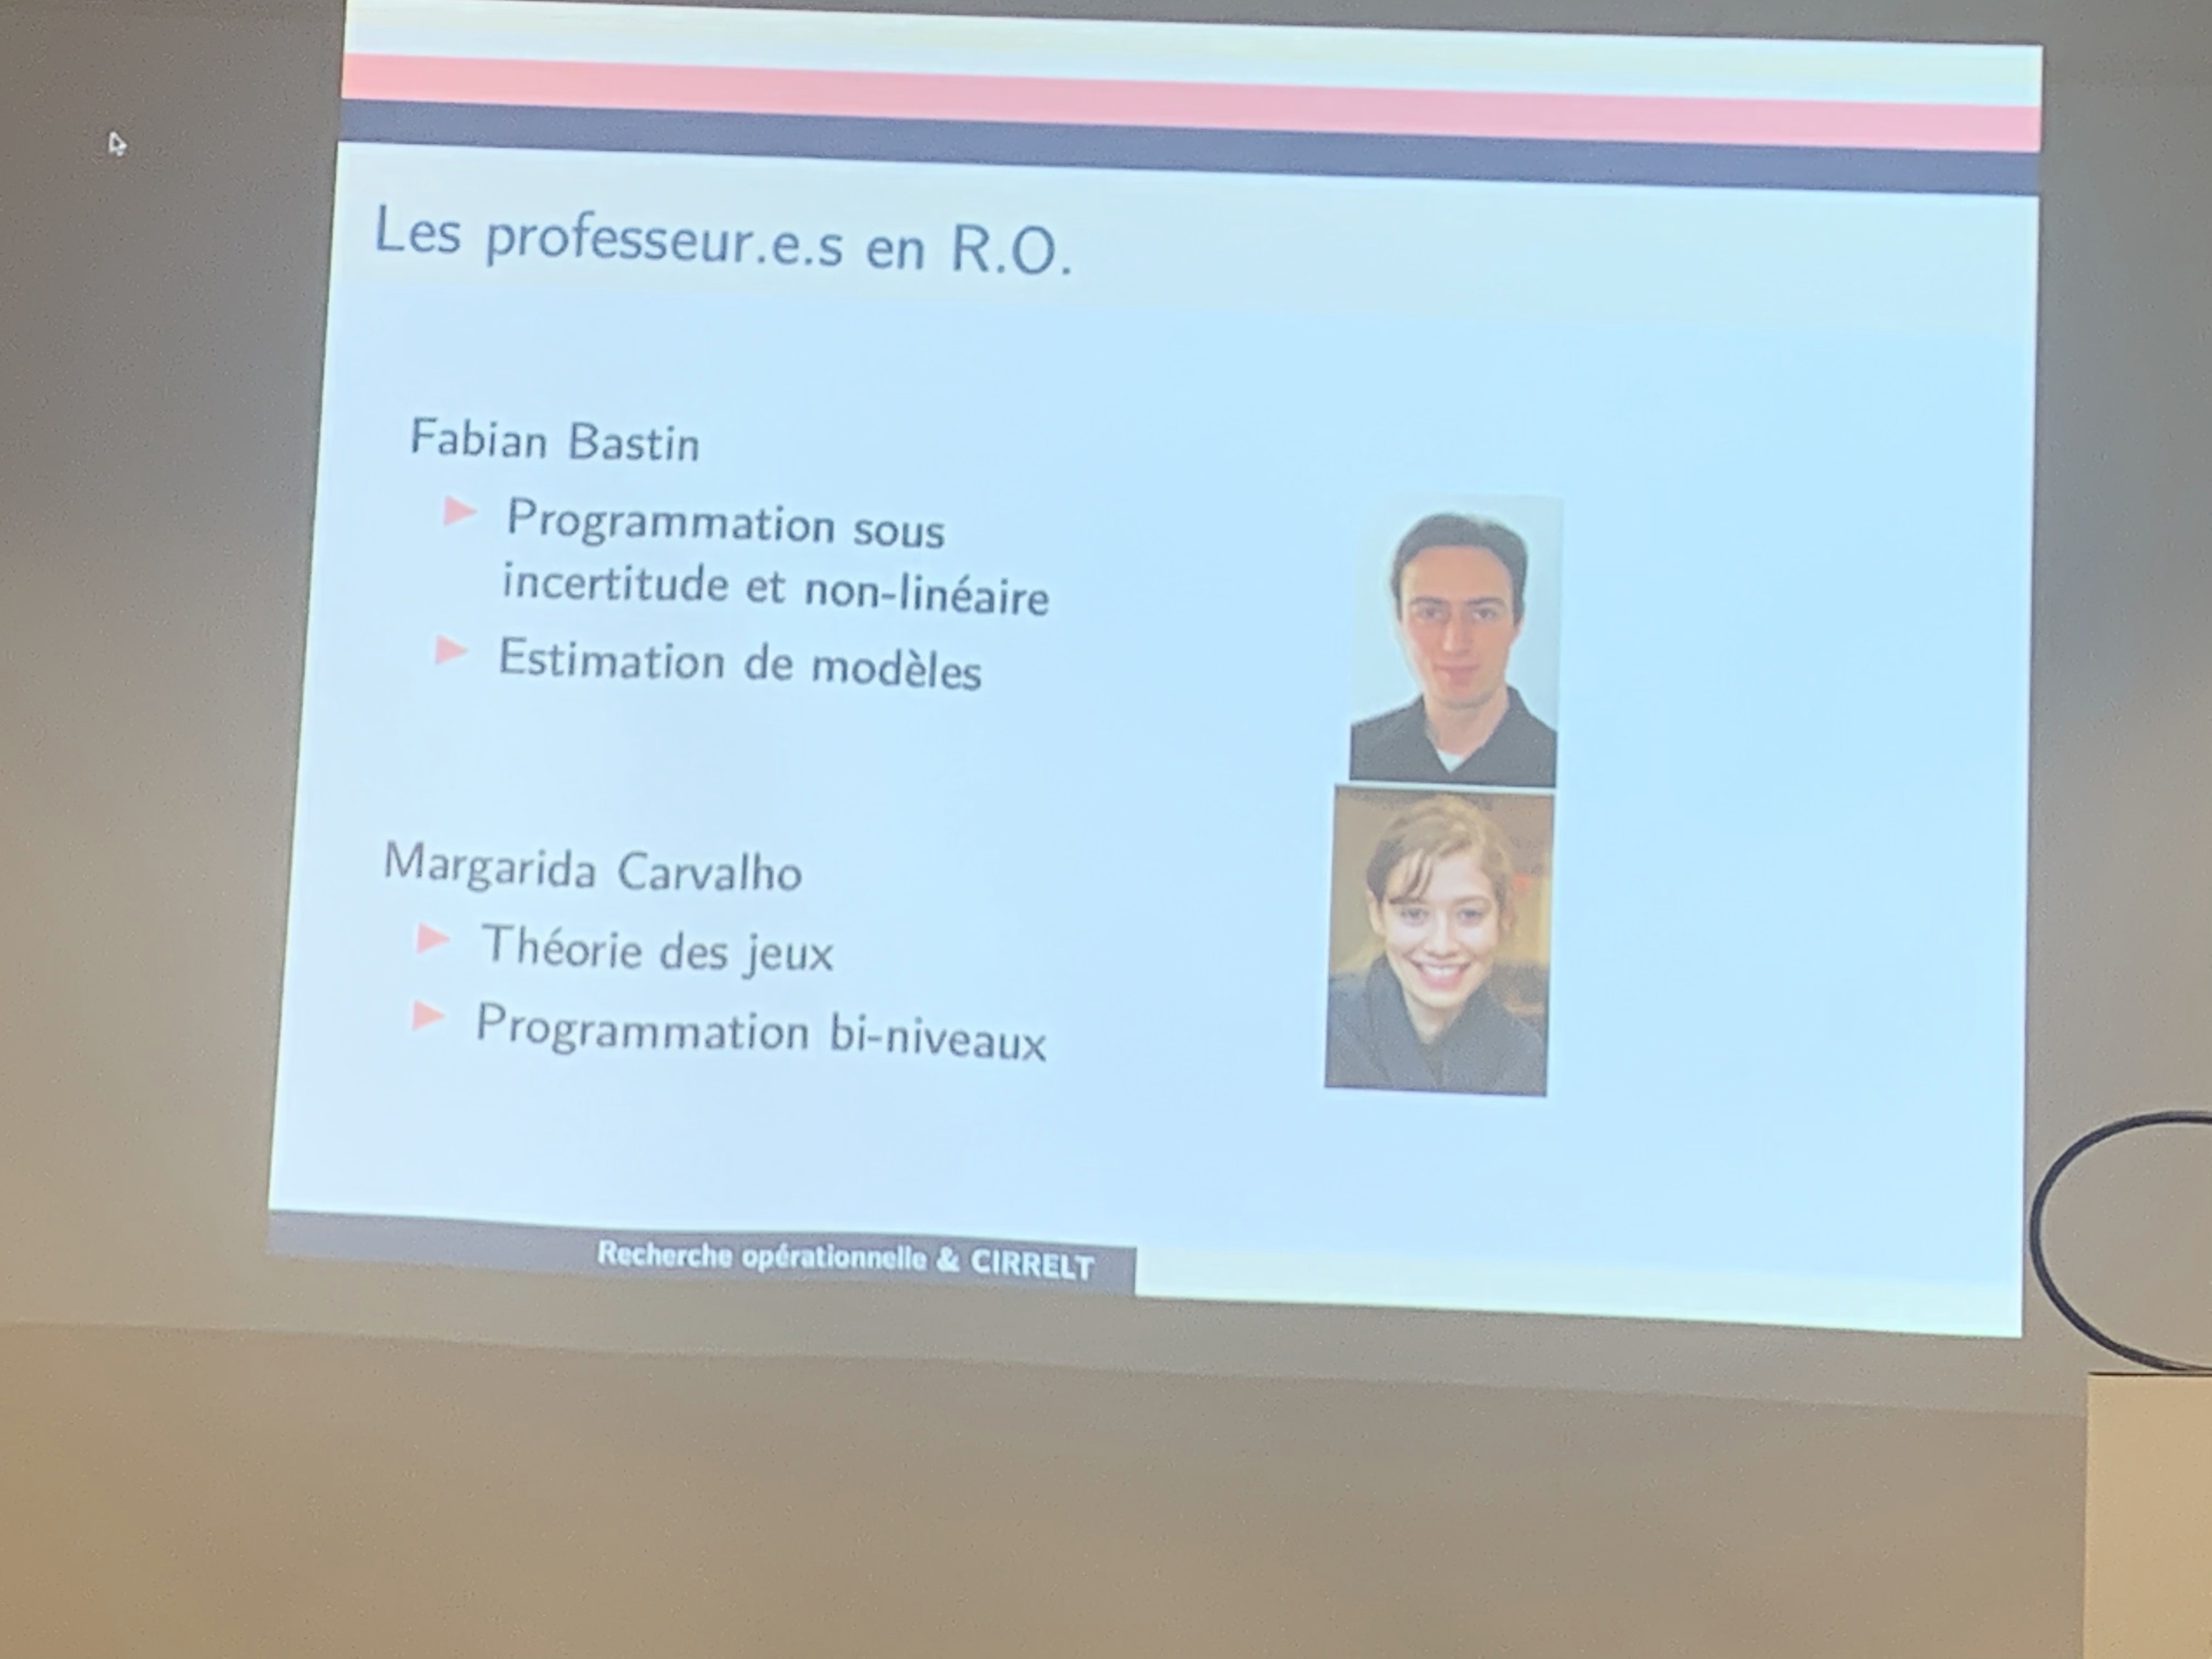 Les professeur.e.s en R.O.
Fabian Bastin
Programmation sous
incertitude et non-linéaire
Estimation de modèles
Margarida Carvalho
Théorie des jeux
Programmation bi-niveaux
Recherche opérationnelle & CIRRELT